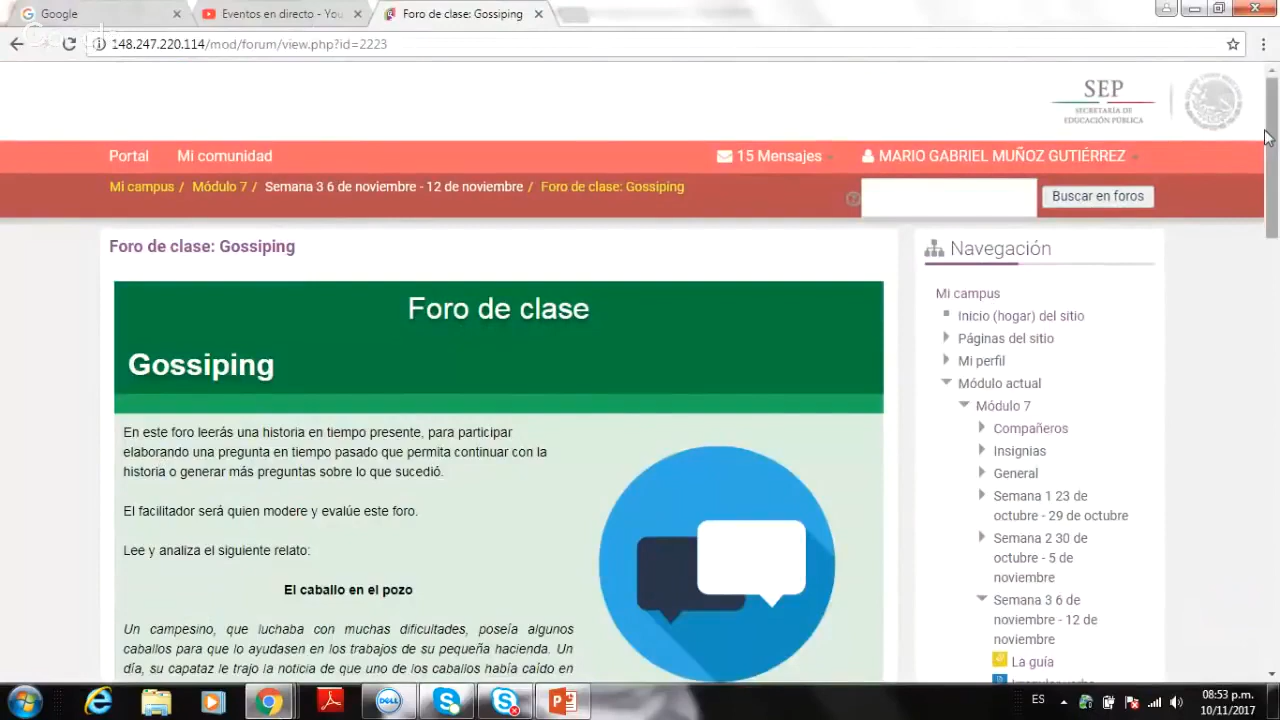 Google
Eventos en directo - You
Foro de clase: Gossiping
148.247.220.114/mod/forum/view.php?id=2223
SEP
SECRETARÍA DE
EDUCACIÓN PÚBLICA
Portal
Mi comunidad
15 Mensajes
MARIO GABRIEL MUÑOZ GUTIÉRREZ
Mi campus / Módulo 7 / Semana 3 6 de noviembre - 12 de noviembre / Foro de clase: Gossiping
Buscar en foros
Foro de clase: Gossiping
Foro de clase
Gossiping
En este foro leerás una historia en tiempo presente, para participar
elaborando una pregunta en tiempo pasado que permita continuar con la
historia o generar más preguntas sobre lo que sucedió.
El facilitador será quien modere y evalúe este foro.
Lee y analiza el siguiente relato:
El caballo en el pozo
Un campesino, que luchaba con muchas dificultades, poseía algunos
caballos para que lo ayudasen en los trabajos de su pequeña hacienda. Un
día, su capataz le trajo la noticia de que uno de los caballos había caído en
Navegación
Mi campus
Inicio (hogar) del sitio
Páginas del sitio
Mi perfil
Módulo actual
Módulo 7
Compañeros
Insignias
General
Semana 1 23 de
octubre - 29 de octubre
Semana 2 30 de
octubre - 5 de
noviembre
Semana 3 6 de
noviembre - 12 de
noviembre
La guía
DELL
ES
08:53 p.m.
10/11/2017